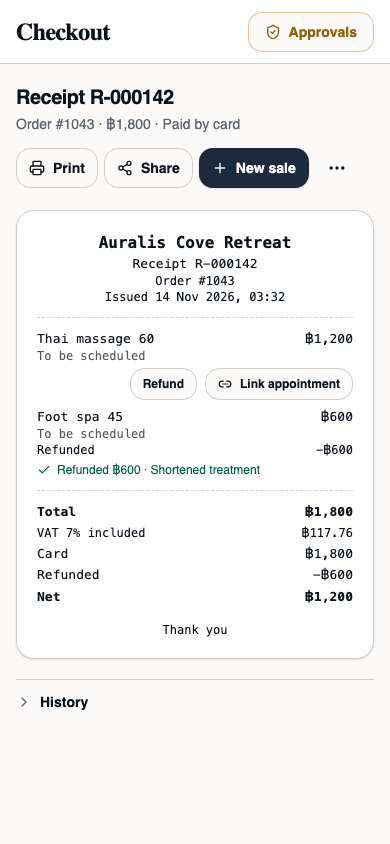 Checkout
Approvals
Receipt R-000142
Order #1043 · ฿1,800 · Paid by card
Print
Share
New sale
Auralis Cove Retreat
Receipt R-000142
Order #1043
Issued 14 Nov 2026, 03:32
Thai massage 60 ฿1,200
To be scheduled
Refund
Link appointment
Foot spa 45 ฿600
To be scheduled
Refunded −฿600
Refunded ฿600 · Shortened treatment
Total ฿1,800
VAT 7% included ฿117.76
Card ฿1,800
Refunded −฿600
Net ฿1,200
Thank you
History